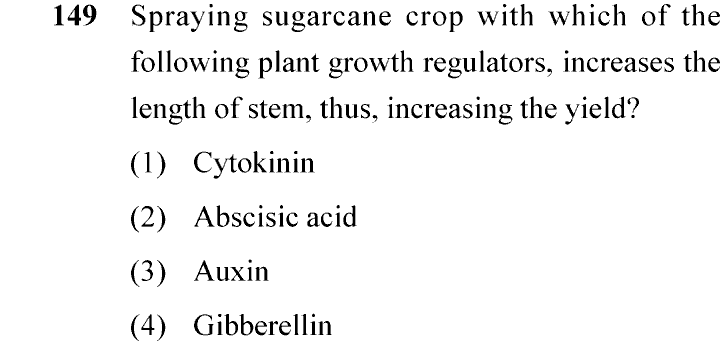 149 Spraying sugarcane crop with which of the
following plant growth regulators, increases the
length of stem, thus, increasing the yield?
(1) Cytokinin
(2) Abscisic acid
(3) Auxin
(4) Gibberellin